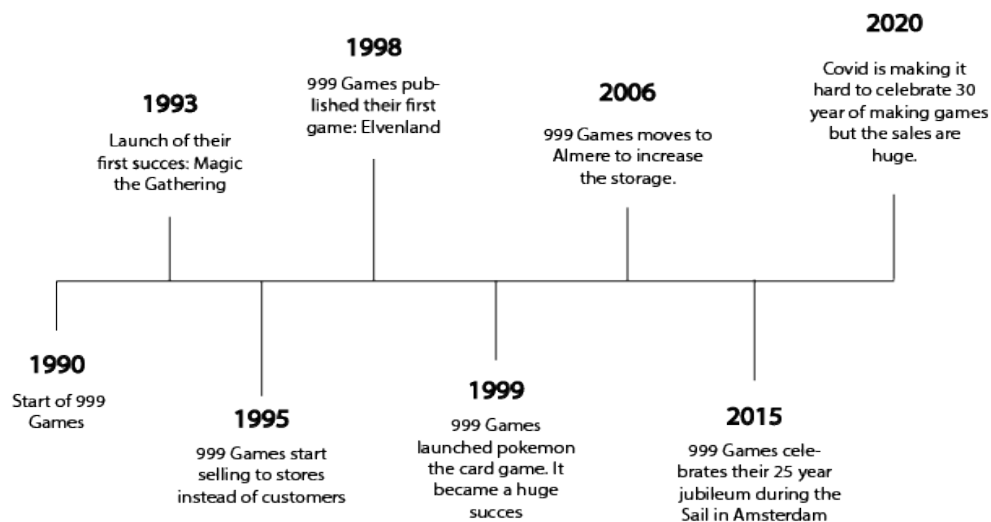 1990
Start of 999
Games
1993
Launch of their
first succes: Magic
the Gathering
1995
999 Games start
selling to stores
instead of customers
1998
999 Games pub-
lished their first
game: Elvenland
1999
999 Games
launched pokemon
the card game. It
became a huge
succes
2006
999 Games moves to
Almere to increase
the storage.
2015
999 Games cele-
brates their 25 year
jubileum during the
Sail in Amsterdam
2020
Covid is making it
hard to celebrate 30
year of making games
but the sales are
huge.